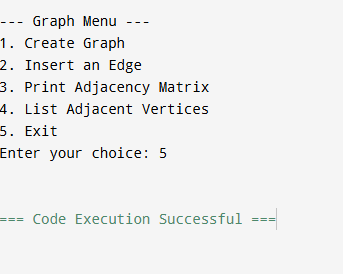 --- Graph Menu ---
1. Create Graph
2. Insert an Edge
3. Print Adjacency Matrix
4. List Adjacent Vertices
5. Exit
Enter your choice: 5
=== Code Execution Successful ===